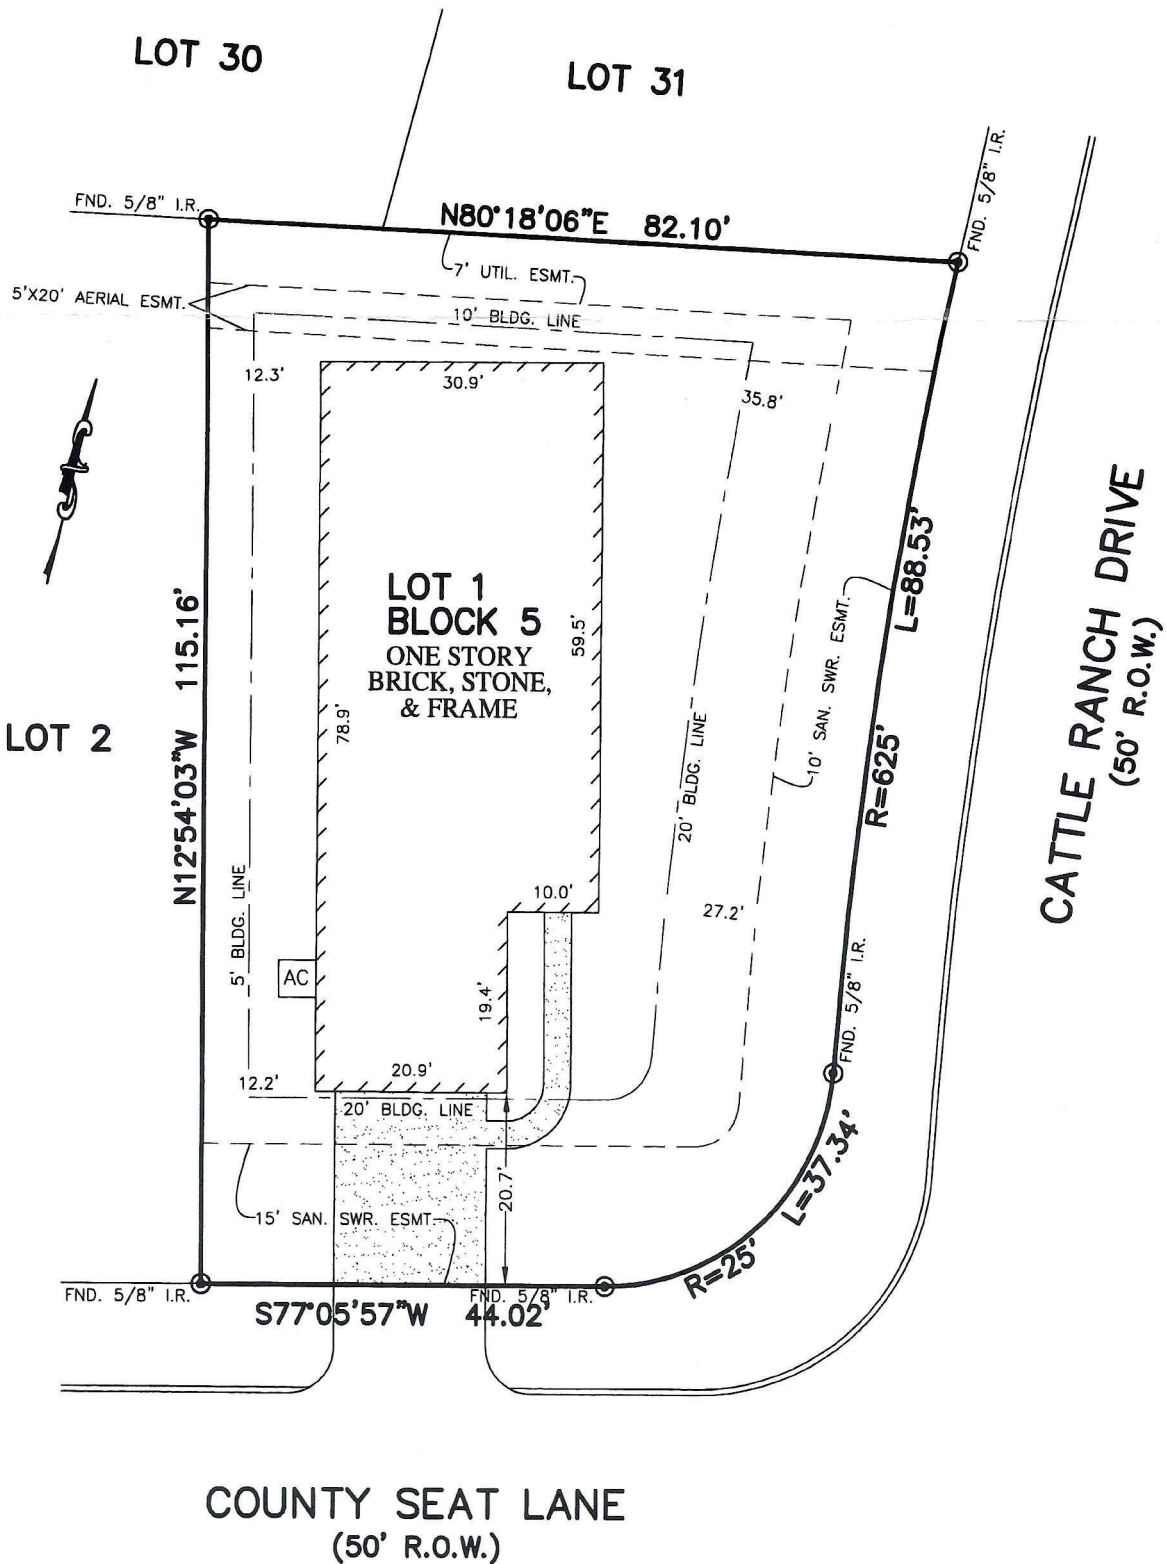 LOT 30
LOT 31
FND. 5/8" I.R.
N80°18'06"E 82.10'
FND. 5/8" I.R.
7' UTIL. ESMT.
5'X20' AERIAL ESMT.
10' BLDG. LINE
12.3'
30.9'
35.8'
LOT 1
BLOCK 5
ONE STORY
BRICK, STONE,
& FRAME
59.5'
78.9'
L=88.53'
R=625'
10' SAN. SWR. ESMT.
20' BLDG. LINE
CATTLE RANCH DRIVE
(50' R.O.W.)
N12°54'03"W 115.16'
LOT 2
5' BLDG. LINE
AC
10.0'
27.2'
19.4'
FND. 5/8" I.R.
12.2'
20.9'
20' BLDG. LINE
20.7'
L=37.34'
R=25'
15' SAN. SWR. ESMT.
FND. 5/8" I.R.
FND. 5/8" I.R.
S77°05'57"W 44.02'
COUNTY SEAT LANE
(50' R.O.W.)